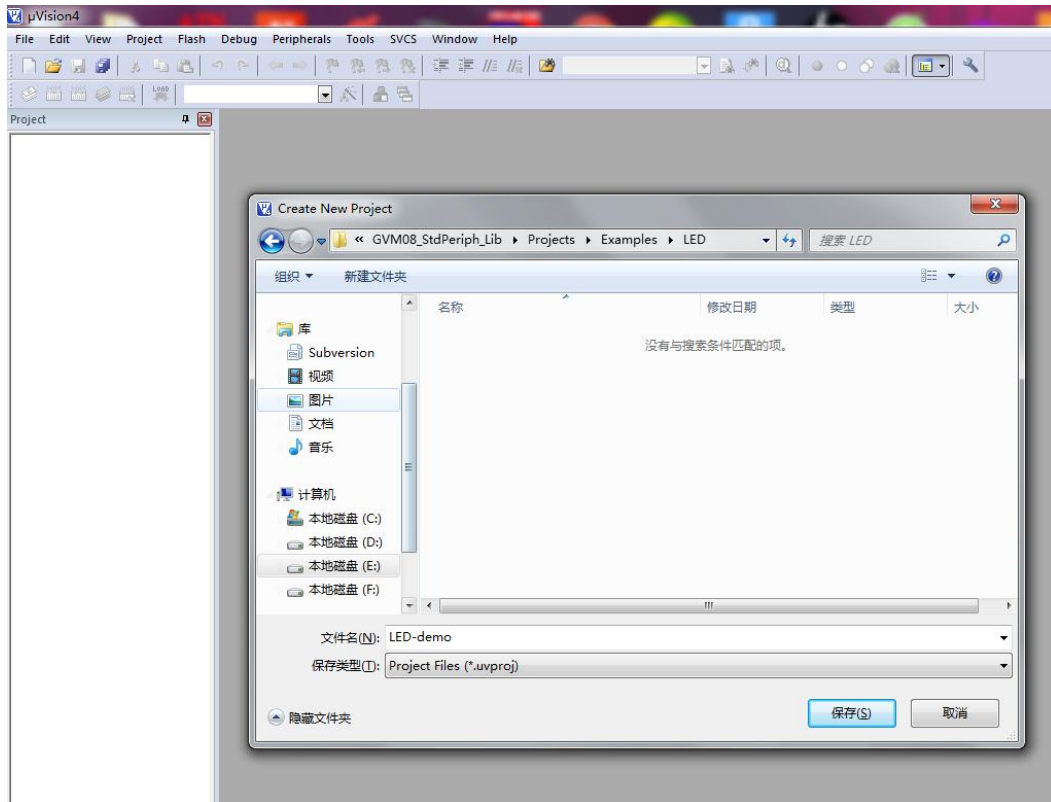 µVision4
File Edit View Project Flash Debug Peripherals Tools SVCS Window Help
LOAD
Project
Create New Project
« GVM08_StdPeriph_Lib Projects Examples LED
搜索 LED
组织 新建文件夹
名称 修改日期 类型 大小
没有与搜索条件匹配的项。
库
Subversion
视频
图片
文档
音乐
计算机
本地磁盘 (C:)
本地磁盘 (D:)
本地磁盘 (E:)
本地磁盘 (F:)
文件名(N): LED-demo
保存类型(T): Project Files (*.uvproj)
隐藏文件夹
保存(S) 取消